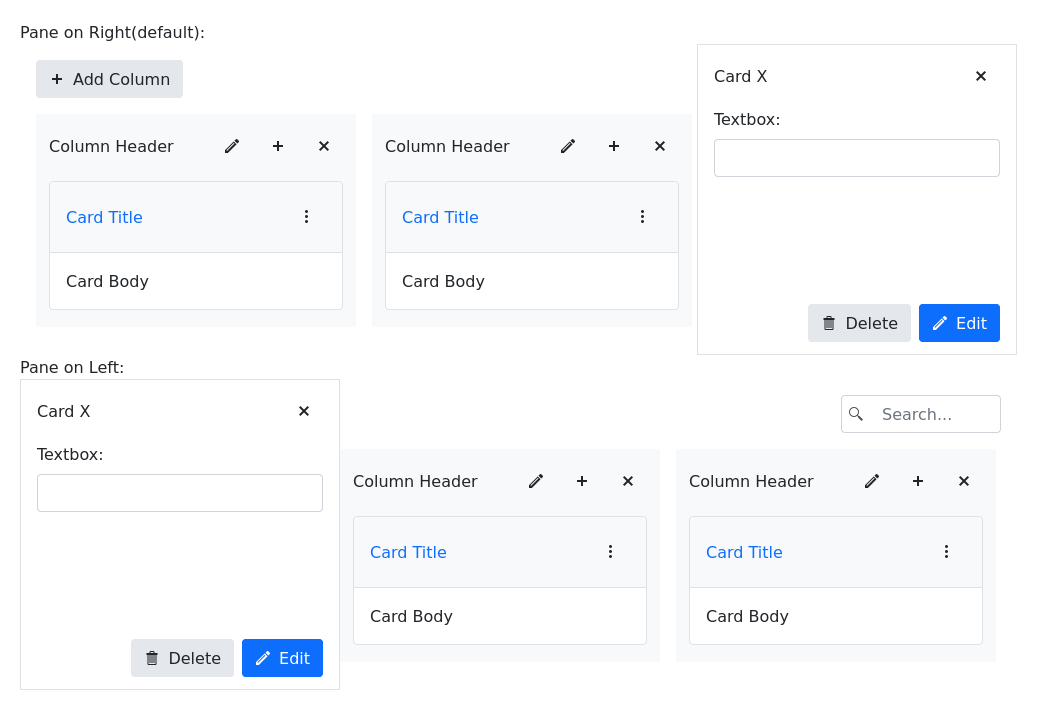 Pane on Right(default):
Add Column
Column Header
Card Title
Card Body
Column Header
Card Title
Card Body
Card X
Textbox:
Delete
Edit
Pane on Left:
Card X
Textbox:
Delete
Edit
Search...
Column Header
Card Title
Card Body
Column Header
Card Title
Card Body